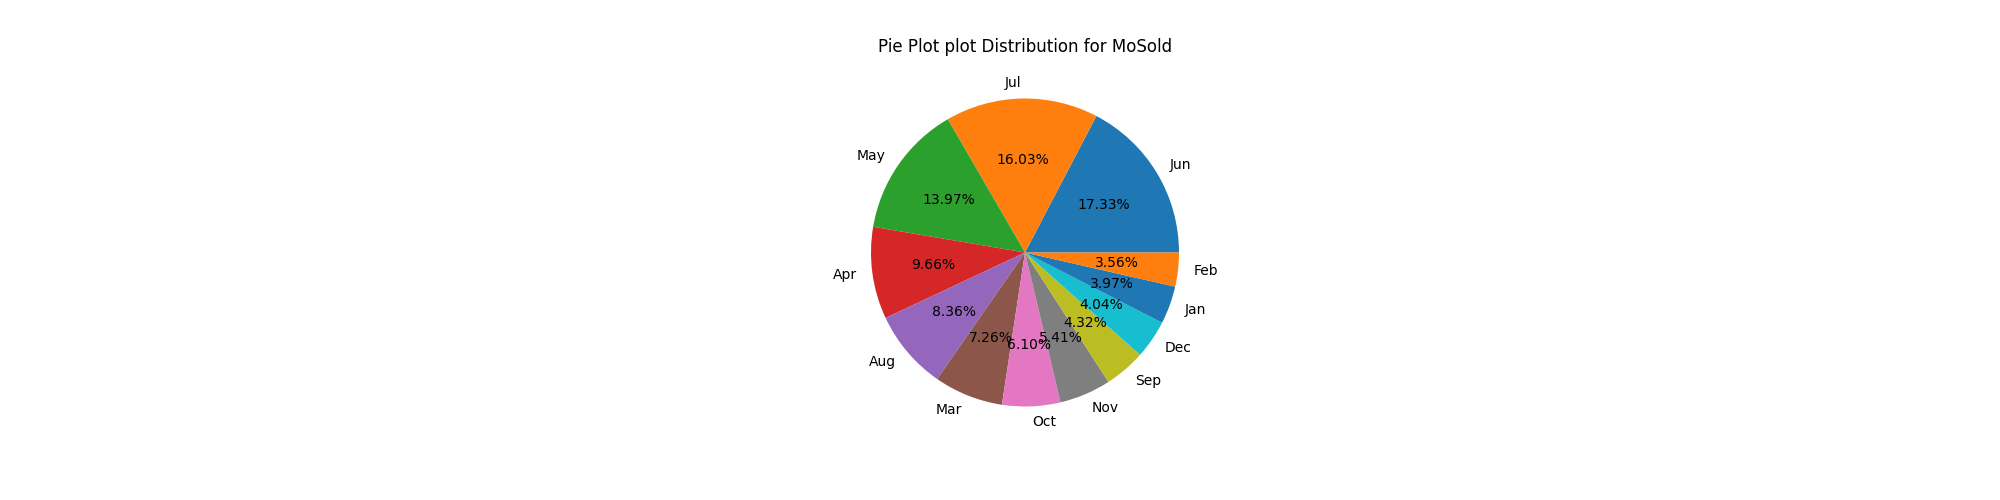 Pie Plot plot Distribution for MoSold
Jul
Jun
May
16.03%
13.97%
17.33%
Apr
9.66%
3.56%
Feb
3.97%
Jan
4.04%
8.36%
4.32%
Dec
7.26%
6.10%
5.41%
Aug
Sep
Mar
Nov
Oct